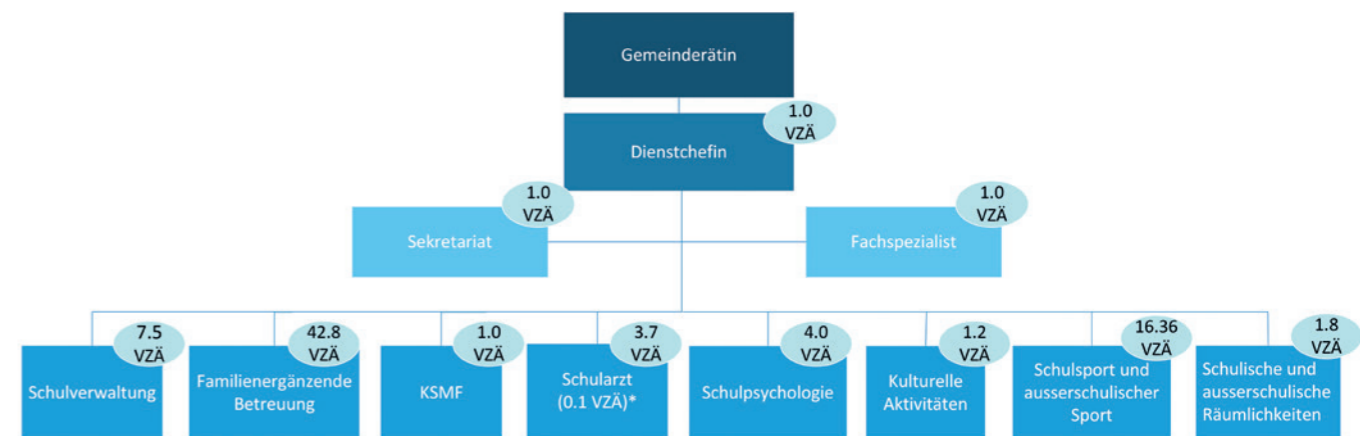 Gemeinderätin
1.0
VZÄ
Dienstchefin
1.0
VZÄ
Sekretariat
1.0
VZÄ
Fachspezialist
7.5
VZÄ
Schulverwaltung
42.8
VZÄ
Familienergänzende
Betreuung
1.0
VZÄ
KSMF
3.7
VZÄ
Schularzt
(0.1 VZÄ)*
4.0
VZÄ
Schulpsychologie
1.2
VZÄ
Kulturelle
Aktivitäten
16.36
VZÄ
Schulsport und
ausserschulischer
Sport
1.8
VZÄ
Schulische und
ausserschulische
Räumlichkeiten